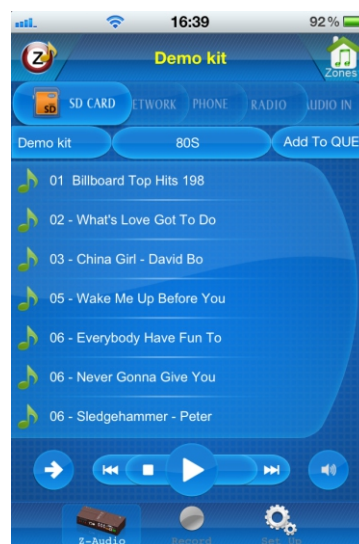 16:39 92%
Z Demo kit
Zones
SD SD CARD ETWORK PHONE RADIO UDIO IN
Demo kit 80S Add To QUE
01 Billboard Top Hits 198
02 - What's Love Got To Do
03 - China Girl - David Bo
05 - Wake Me Up Before You
06 - Everybody Have Fun To
06 - Never Gonna Give You
06 - Sledgehammer - Peter
Z-Audio Record Set Up